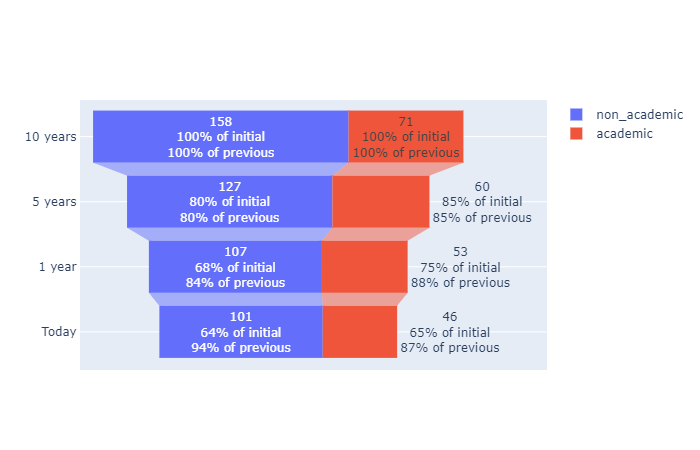 non_academic
academic
10 years
158
100% of initial
100% of previous
71
100% of initial
100% of previous
5 years
127
80% of initial
80% of previous
60
85% of initial
85% of previous
1 year
107
68% of initial
84% of previous
53
75% of initial
88% of previous
Today
101
64% of initial
94% of previous
46
65% of initial
87% of previous